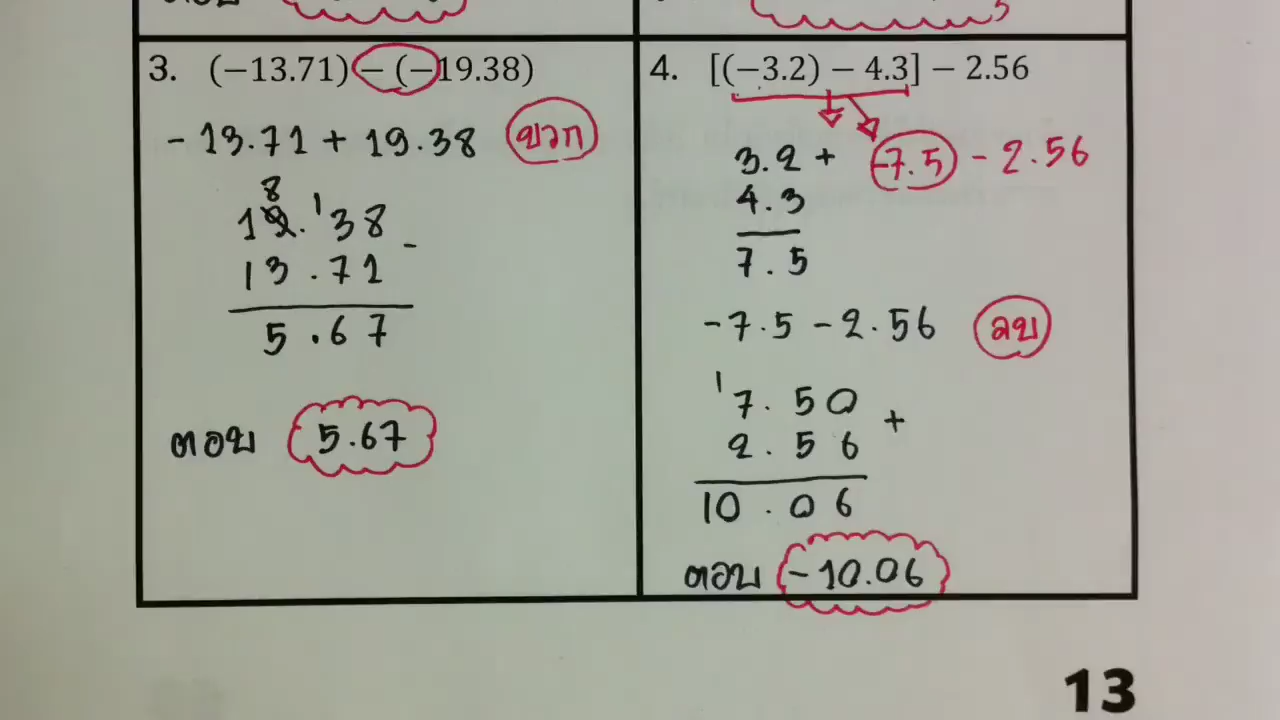 3. (−13.71) − (−19.38)
- 13.71 + 19.38 บวก
8
19.¹38 -
13.71
5.67
ตอบ 5.67
4. [(−3.2) − 4.3] − 2.56
3.2 + -7.5 - 2.56
4.3
7.5
-7.5 - 2.56 ลบ
¹7.50 +
2.56
10.06
ตอบ -10.06
13